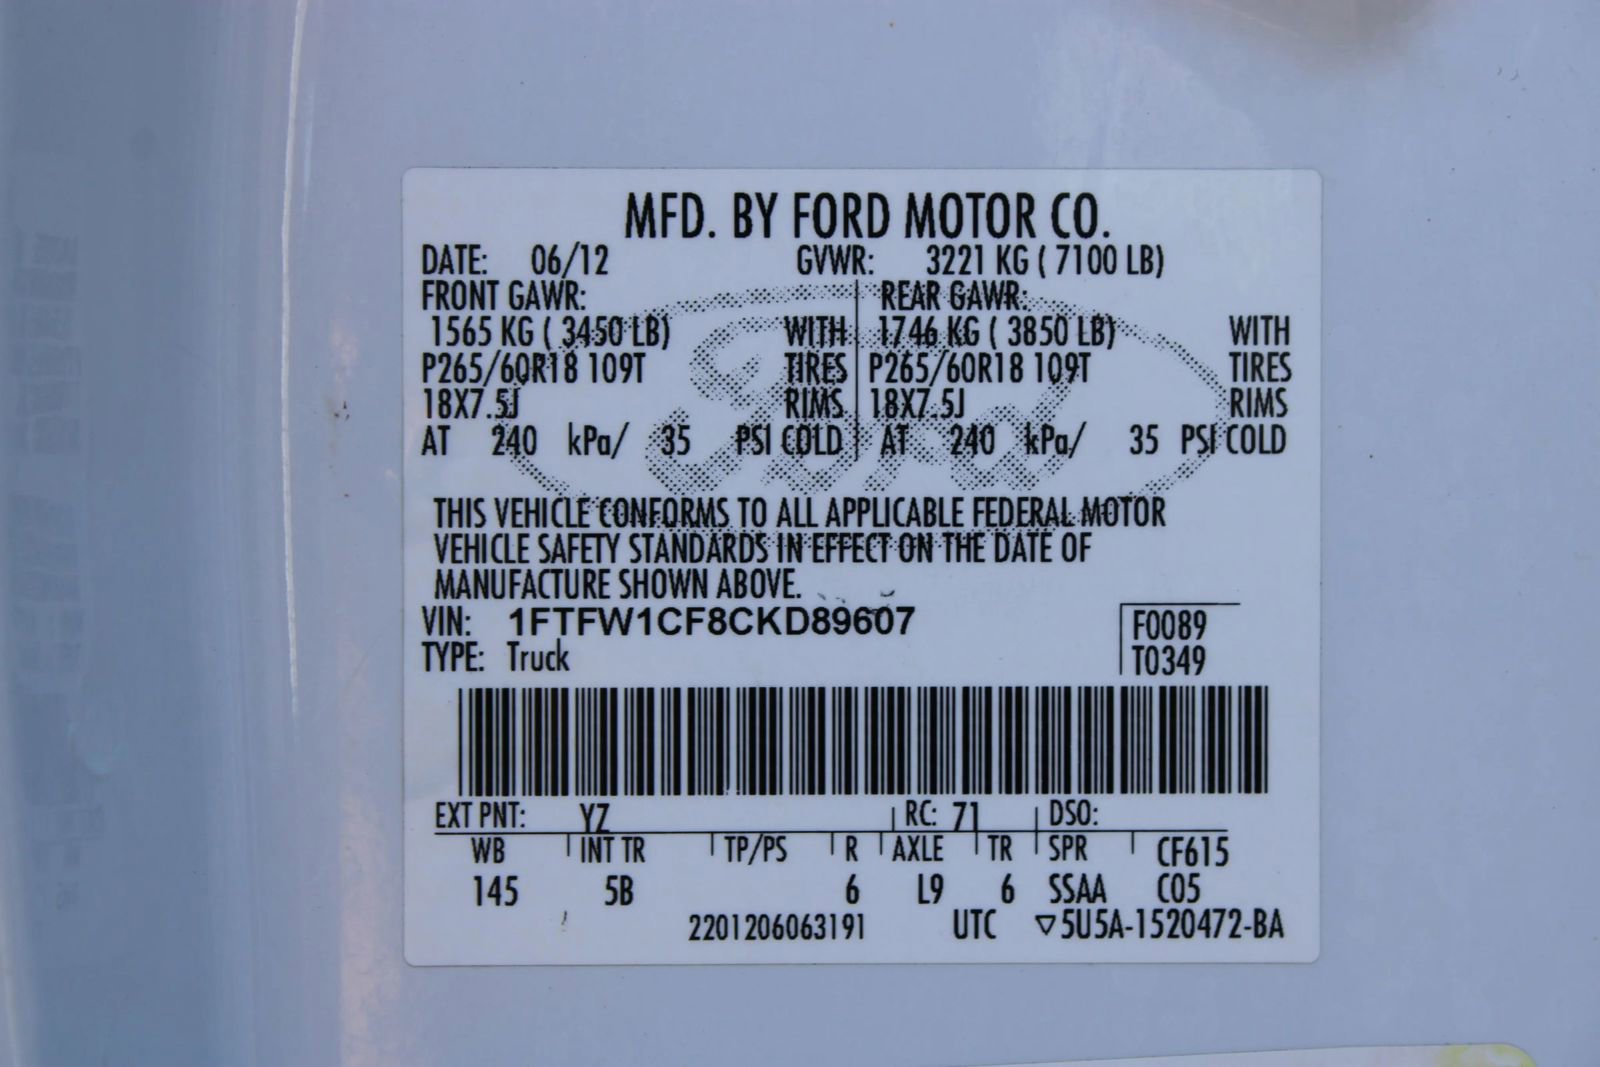 MFD. BY FORD MOTOR CO.
DATE: 06/12 GVWR: 3221 KG ( 7100 LB)
FRONT GAWR: REAR GAWR:
1565 KG ( 3450 LB) WITH 1746 KG ( 3850 LB) WITH
P265/60R18 109T TIRES P265/60R18 109T TIRES
18X7.5J RIMS 18X7.5J RIMS
AT 240 kPa/ 35 PSI COLD AT 240 kPa/ 35 PSI COLD
Ford
THIS VEHICLE CONFORMS TO ALL APPLICABLE FEDERAL MOTOR
VEHICLE SAFETY STANDARDS IN EFFECT ON THE DATE OF
MANUFACTURE SHOWN ABOVE.
VIN: 1FTFW1CF8CKD89607 F0089
TYPE: Truck T0349
EXT PNT: YZ RC: 71 DSO:
WB INT TR TP/PS R AXLE TR SPR CF615
145 5B 6 L9 6 SSAA C05
2201206063191 UTC ▽5U5A-1520472-BA